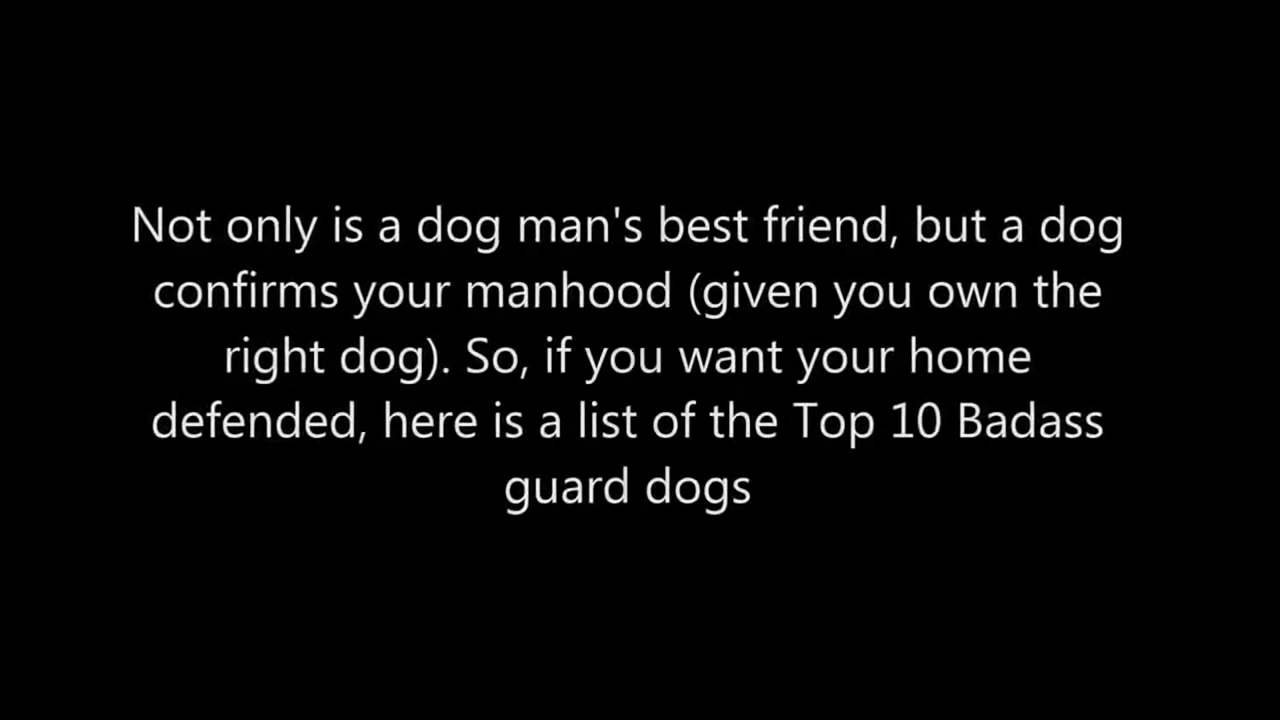 Not only is a dog man's best friend, but a dog
confirms your manhood (given you own the
right dog). So, if you want your home
defended, here is a list of the Top 10 Badass
guard dogs